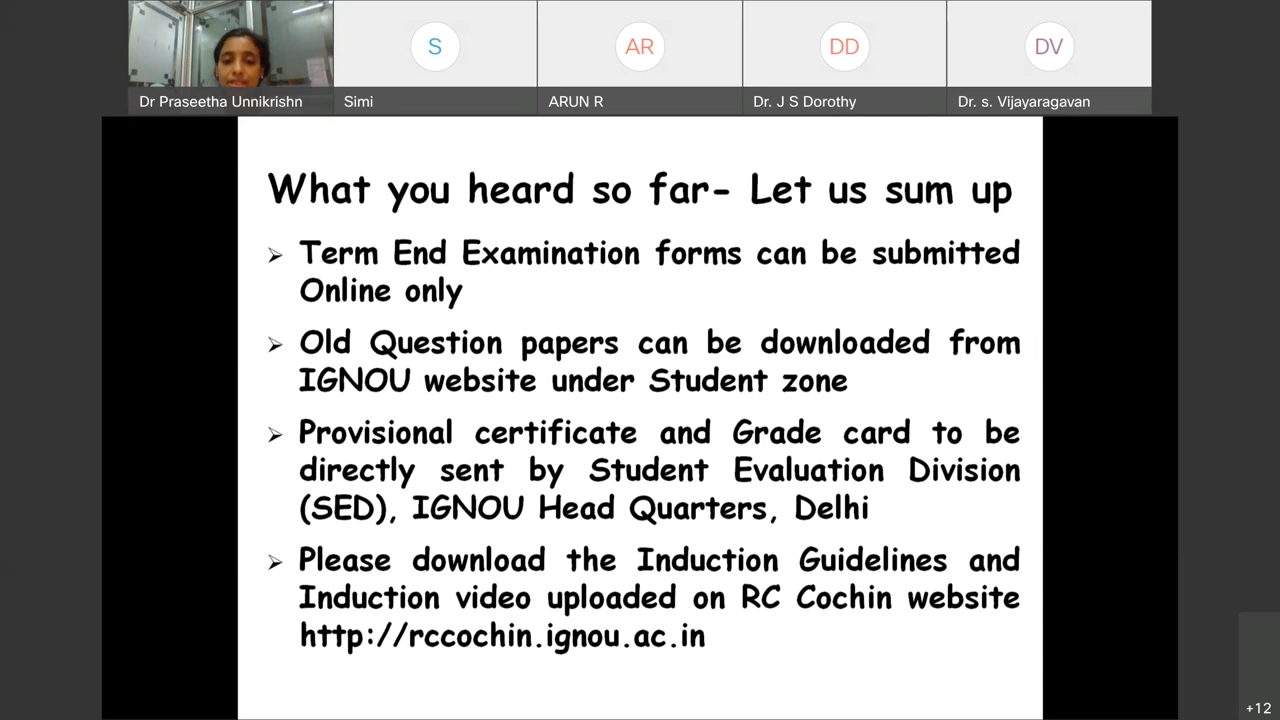 S
AR
DD
DV
Dr Praseetha Unnikrishn
Simi
ARUN R
Dr. J S Dorothy
Dr. s. Vijayaragavan
What you heard so far- Let us sum up
➢ Term End Examination forms can be submitted
Online only
➢ Old Question papers can be downloaded from
IGNOU website under Student zone
➢ Provisional certificate and Grade card to be
directly sent by Student Evaluation Division
(SED), IGNOU Head Quarters, Delhi
➢ Please download the Induction Guidelines and
Induction video uploaded on RC Cochin website
http://rccochin.ignou.ac.in
+12